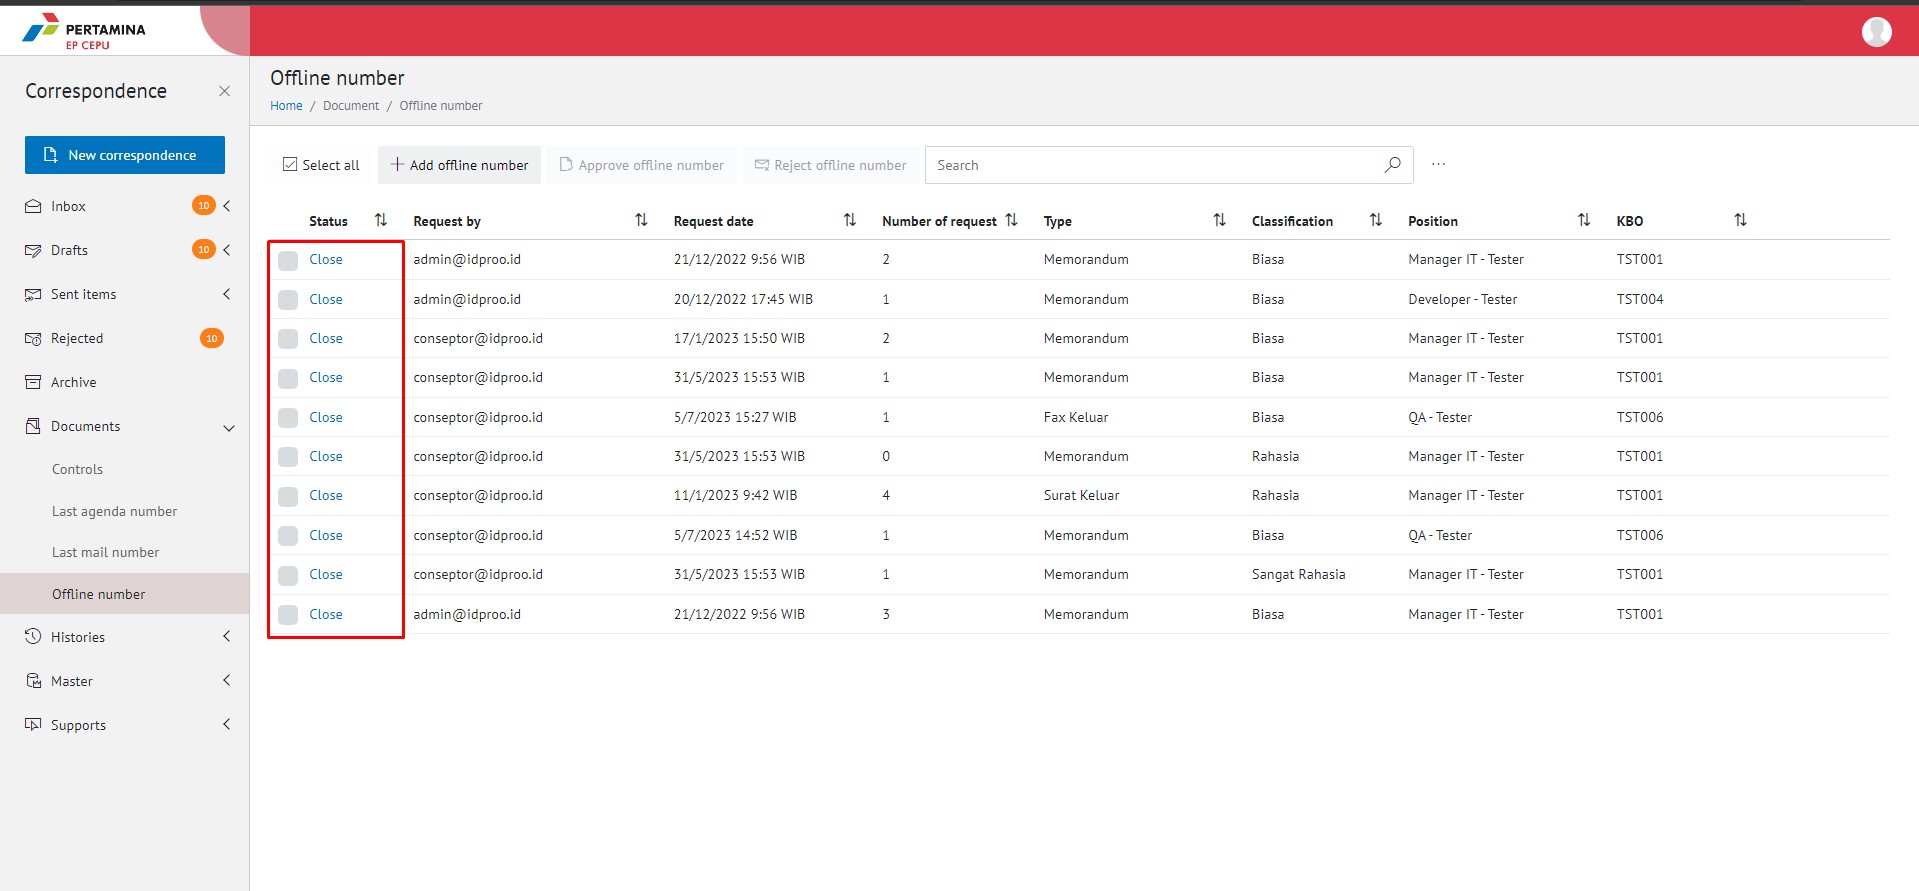 PERTAMINA
EP CEPU
Correspondence
New correspondence
Inbox 10
Drafts 10
Sent items
Rejected 10
Archive
Documents
Controls
Last agenda number
Last mail number
Offline number
Histories
Master
Supports
Offline number
Home / Document / Offline number
Select all Add offline number Approve offline number Reject offline number Search ...
Status Request by Request date Number of request Type Classification Position KBO
Close admin@idproo.id 21/12/2022 9:56 WIB 2 Memorandum Biasa Manager IT - Tester TST001
Close admin@idproo.id 20/12/2022 17:45 WIB 1 Memorandum Biasa Developer - Tester TST004
Close conseptor@idproo.id 17/1/2023 15:50 WIB 2 Memorandum Biasa Manager IT - Tester TST001
Close conseptor@idproo.id 31/5/2023 15:53 WIB 1 Memorandum Biasa Manager IT - Tester TST001
Close conseptor@idproo.id 5/7/2023 15:27 WIB 1 Fax Keluar Biasa QA - Tester TST006
Close conseptor@idproo.id 31/5/2023 15:53 WIB 0 Memorandum Rahasia Manager IT - Tester TST001
Close conseptor@idproo.id 11/1/2023 9:42 WIB 4 Surat Keluar Rahasia Manager IT - Tester TST001
Close conseptor@idproo.id 5/7/2023 14:52 WIB 1 Memorandum Biasa QA - Tester TST006
Close conseptor@idproo.id 31/5/2023 15:53 WIB 1 Memorandum Sangat Rahasia Manager IT - Tester TST001
Close admin@idproo.id 21/12/2022 9:56 WIB 3 Memorandum Biasa Manager IT - Tester TST001